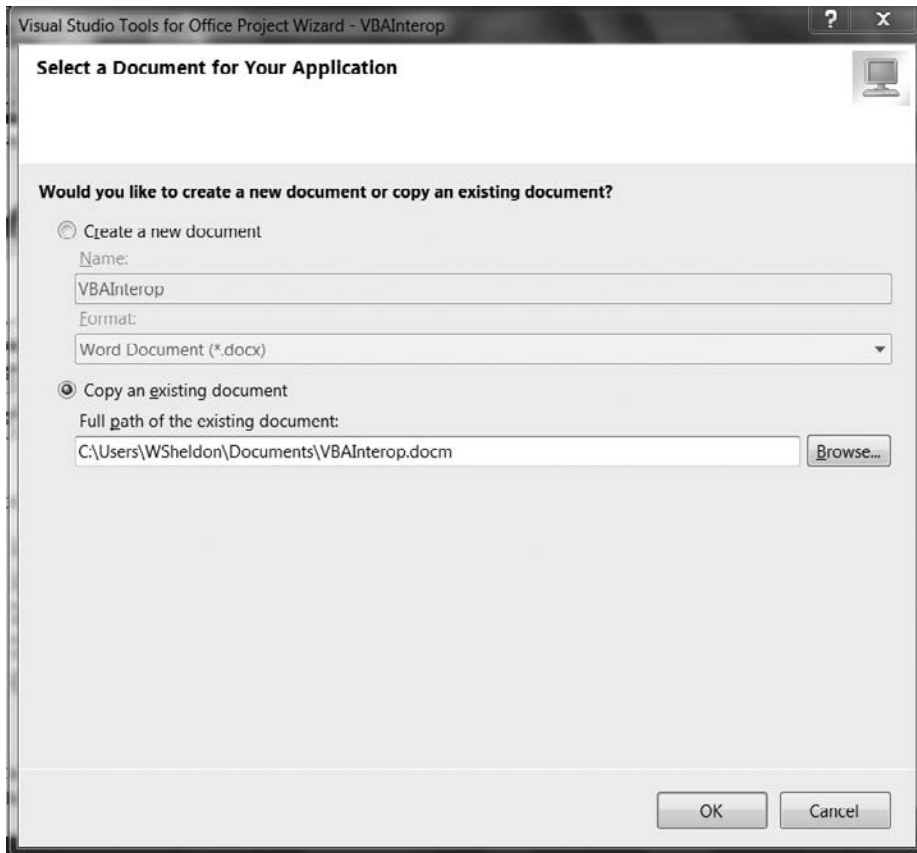 Visual Studio Tools for Office Project Wizard - VBAInterop
? X
Select a Document for Your Application
Would you like to create a new document or copy an existing document?
Create a new document
Name:
VBAInterop
Format:
Word Document (*.docx)
Copy an existing document
Full path of the existing document:
C:\Users\WSheldon\Documents\VBAInterop.docm
Browse...
OK Cancel